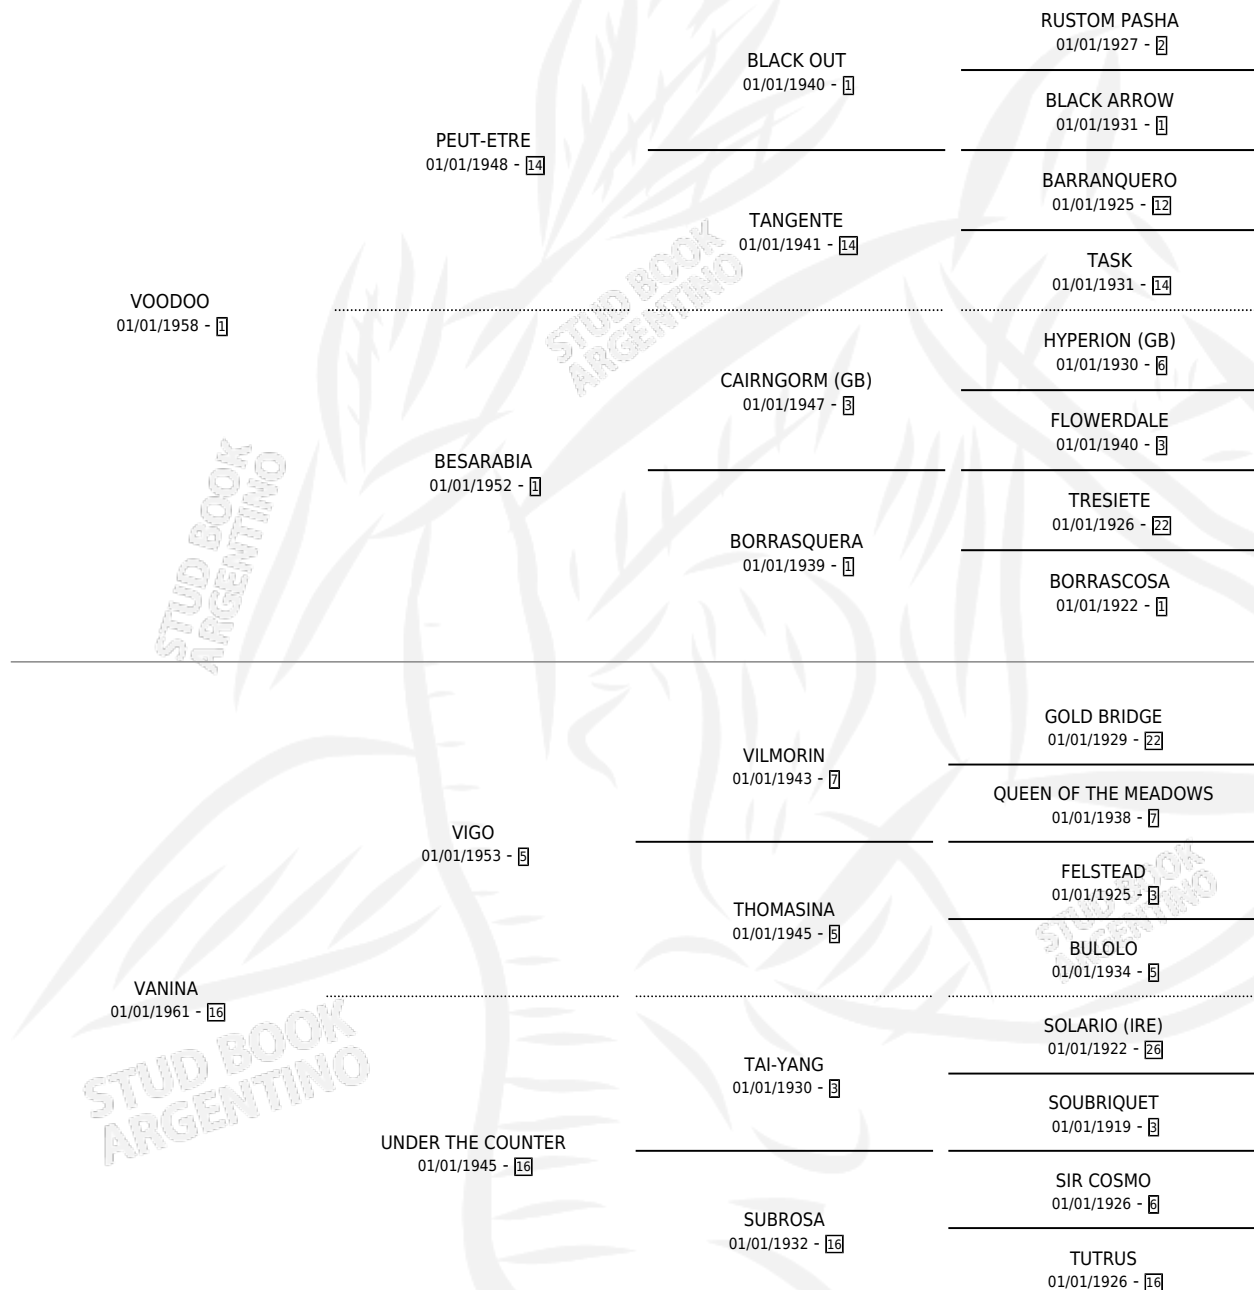 RUSTOM PASHA
01/01/1927 - 2
BLACK OUT
01/01/1940 - 1
BLACK ARROW
01/01/1931 - 1
PEUT-ETRE
01/01/1948 - 14
BARRANQUERO
01/01/1925 - 12
TANGENTE
01/01/1941 - 14
TASK
01/01/1931 - 14
VOODOO
01/01/1958 - 1
HYPERION (GB)
01/01/1930 - 6
CAIRNGORM (GB)
01/01/1947 - 3
FLOWERDALE
01/01/1940 - 3
BESARABIA
01/01/1952 - 1
TRESIETE
01/01/1926 - 22
BORRASQUERA
01/01/1939 - 1
BORRASCOSA
01/01/1922 - 1
GOLD BRIDGE
01/01/1929 - 22
VILMORIN
01/01/1943 - 7
QUEEN OF THE MEADOWS
01/01/1938 - 7
VIGO
01/01/1953 - 5
FELSTEAD
01/01/1925 - 3
THOMASINA
01/01/1945 - 5
BULOLO
01/01/1934 - 5
VANINA
01/01/1961 - 16
SOLARIO (IRE)
01/01/1922 - 26
TAI-YANG
01/01/1930 - 3
SOUBRIQUET
01/01/1919 - 3
UNDER THE COUNTER
01/01/1945 - 16
SIR COSMO
01/01/1926 - 6
SUBROSA
01/01/1932 - 16
TUTRUS
01/01/1926 - 16
STUD BOOK
ARGENTINO
STUD BOOK
ARGENTINO
STUD BOOK
ARGENTINO
STUD BOOK
ARGENTINO